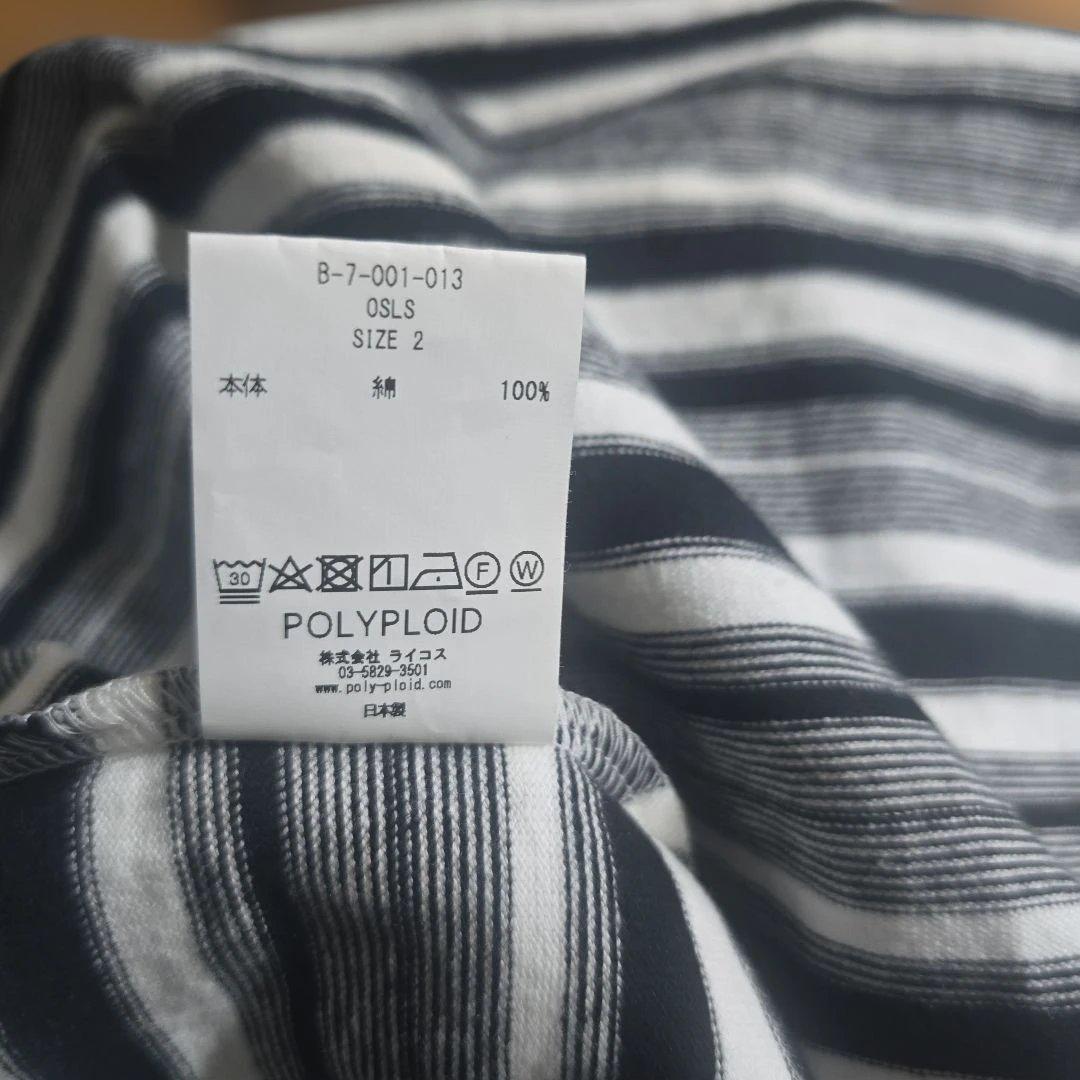 B-7-001-013
OSLS
SIZE 2
本体 綿 100%
30 F W
POLYPLOID
株式会社 ライコス
03-5829-3501
www.poly-ploid.com
日本製